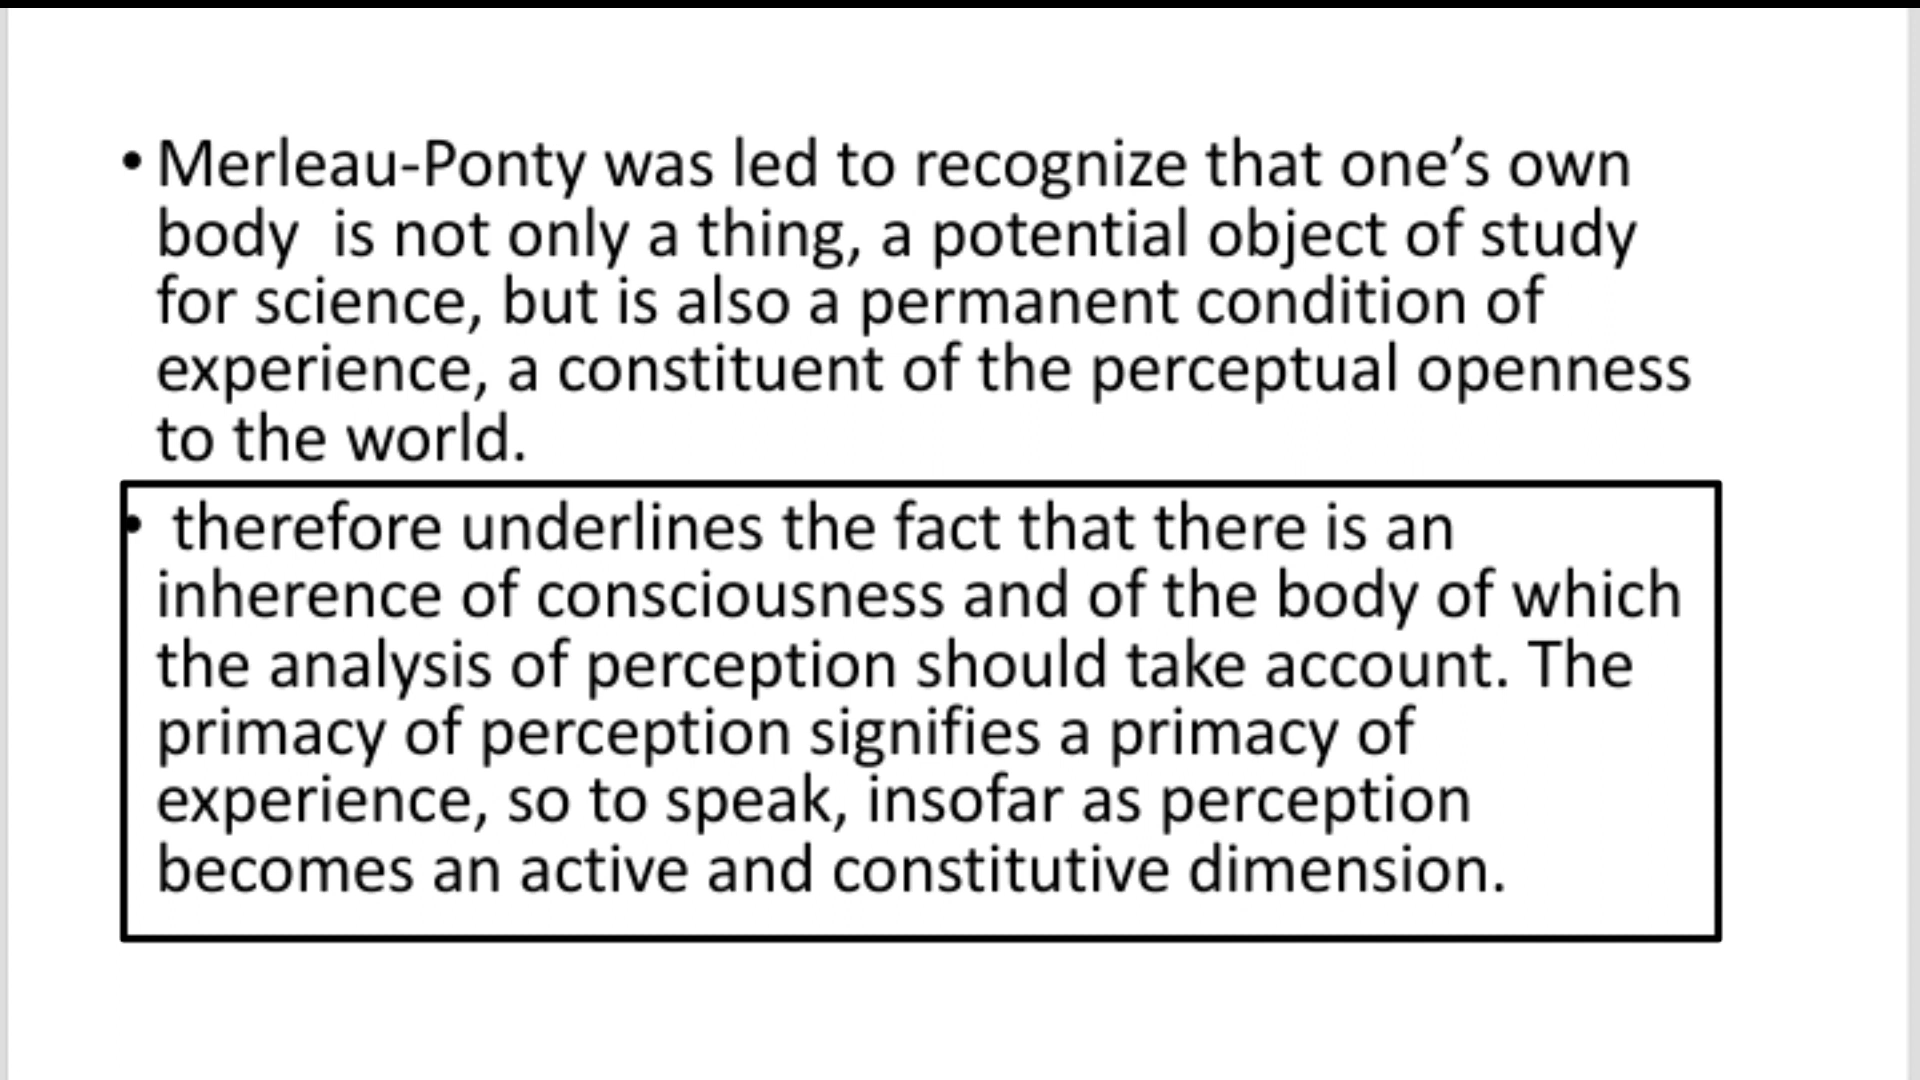 • Merleau-Ponty was led to recognize that one’s own
body  is not only a thing, a potential object of study
for science, but is also a permanent condition of
experience, a constituent of the perceptual openness
to the world.
•  therefore underlines the fact that there is an
inherence of consciousness and of the body of which
the analysis of perception should take account. The
primacy of perception signifies a primacy of
experience, so to speak, insofar as perception
becomes an active and constitutive dimension.